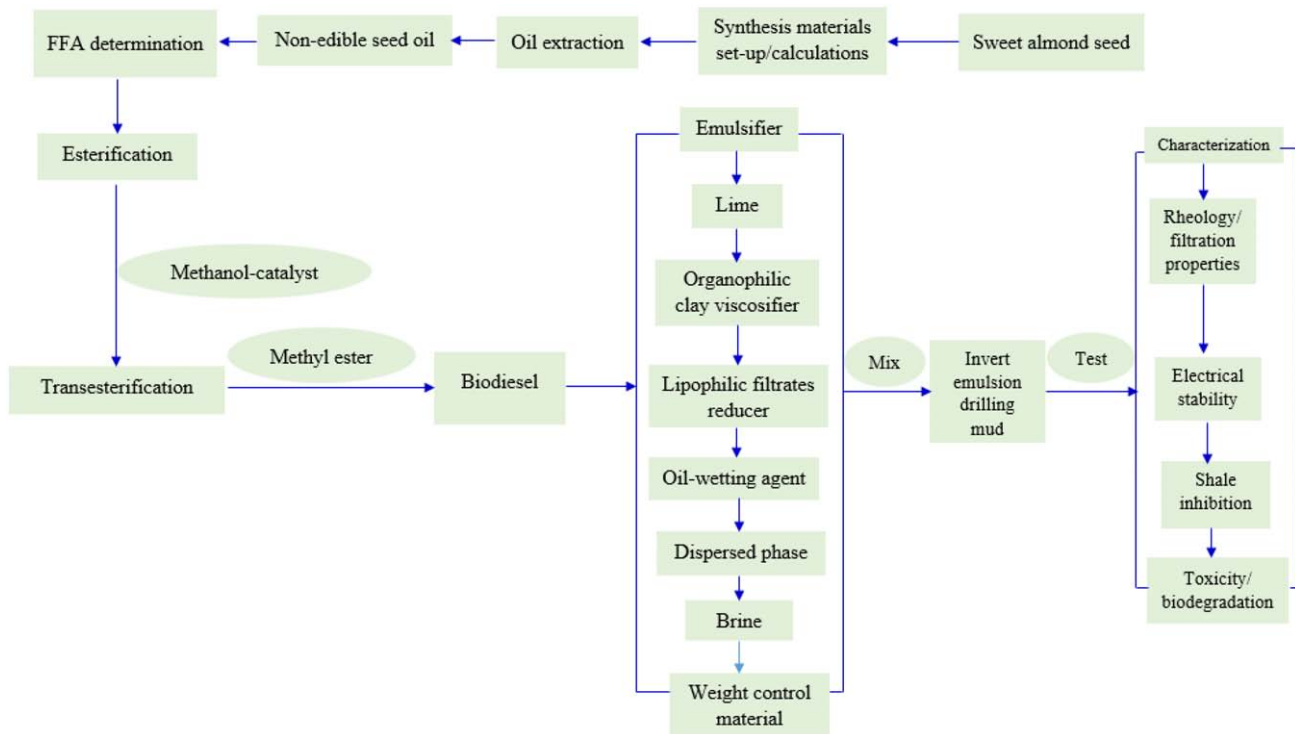 FFA determination
Non-edible seed oil
Oil extraction
Synthesis materials
set-up/calculations
Sweet almond seed
Esterification
Methanol-catalyst
Transesterification
Methyl ester
Biodiesel
Emulsifier
Lime
Organophilic
clay viscosifier
Lipophilic filtrates
reducer
Oil-wetting agent
Dispersed phase
Brine
Weight control
material
Mix
Invert
emulsion
drilling
mud
Test
Characterization
Rheology/
filtration
properties
Electrical
stability
Shale
inhibition
Toxicity/
biodegradation